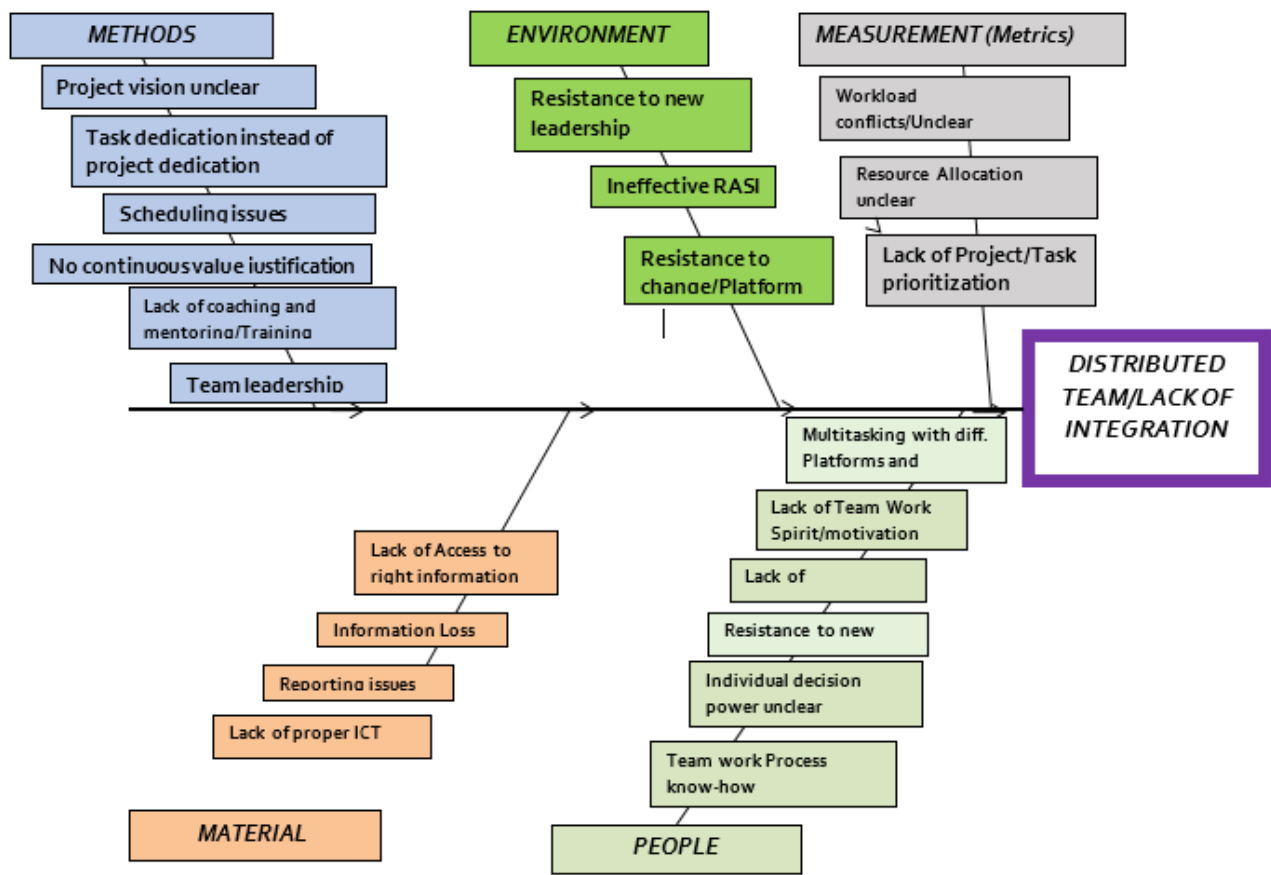 METHODS
Project vision unclear
Task dedication instead of
project dedication
Scheduling issues
No continuous value justification
Lack of coaching and
mentoring/Training
Team leadership
ENVIRONMENT
Resistance to new
leadership
Ineffective RASI
Resistance to
change/Platform
MEASUREMENT (Metrics)
Workload
conflicts/Unclear
Resource Allocation
unclear
Lack of Project/Task
prioritization
DISTRIBUTED
TEAM/LACK OF
INTEGRATION
Lack of Access to
right information
Information Loss
Reporting issues
Lack of proper ICT
MATERIAL
Multitasking with diff.
Platforms and
Lack of Team Work
Spirit/motivation
Lack of
Resistance to new
Individual decision
power unclear
Team work Process
know-how
PEOPLE